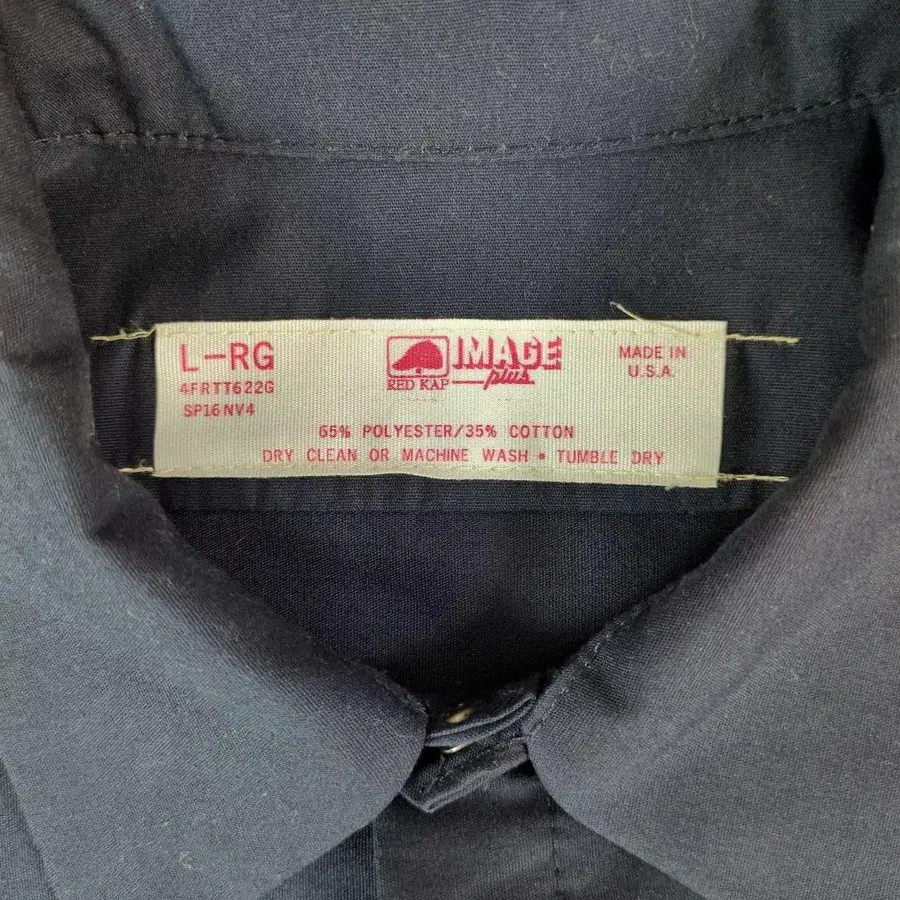 L-RG
4FRTT622G
SP16NV4
RED KAP
IMAGE
plus
MADE IN
U.S.A.
65% POLYESTER/35% COTTON
DRY CLEAN OR MACHINE WASH • TUMBLE DRY